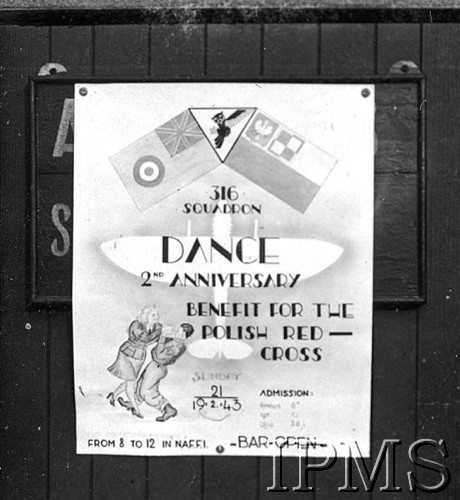 A
S
316
SQUADRON
DANCE
2ND ANNIVERSARY
BENEFIT FOR THE
POLISH RED —
CROSS
SUNDAY
21
19.2.43
ADMISSION:
FROM 8 TO 12 IN NAFFI. -BAR-OPEN-
IPMS